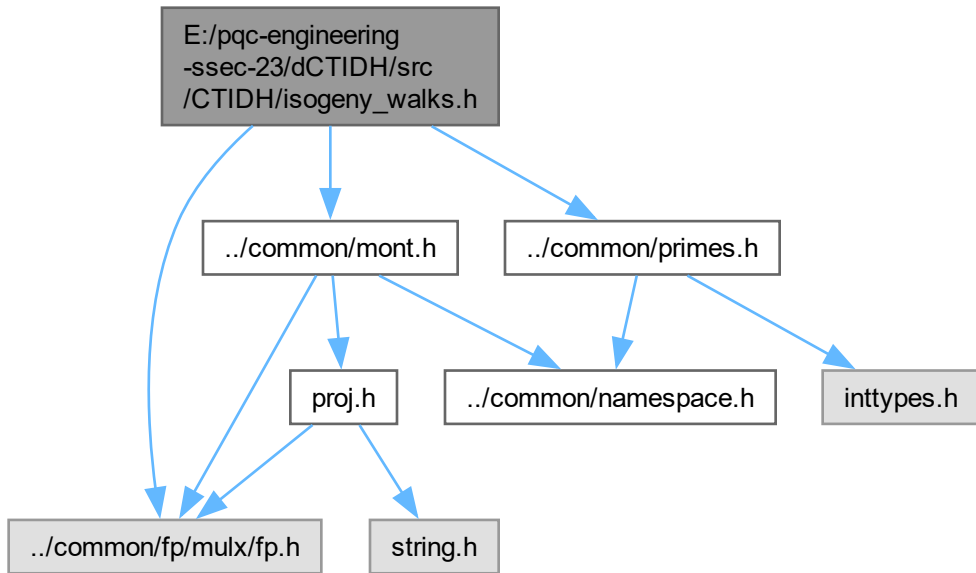 E:/pqc-engineering
-ssec-23/dCTIDH/src
/CTIDH/isogeny_walks.h
../common/mont.h
../common/primes.h
proj.h
../common/namespace.h
inttypes.h
../common/fp/mulx/fp.h
string.h